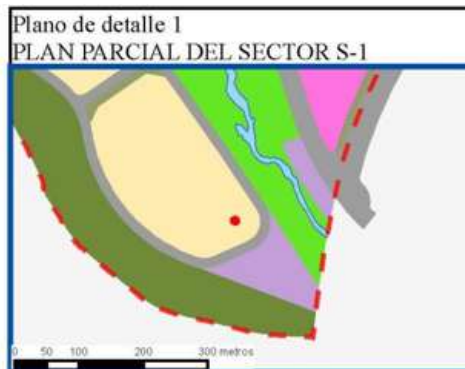 Plano de detalle 1
PLAN PARCIAL DEL SECTOR S-1
0 50 100 200 300 metros